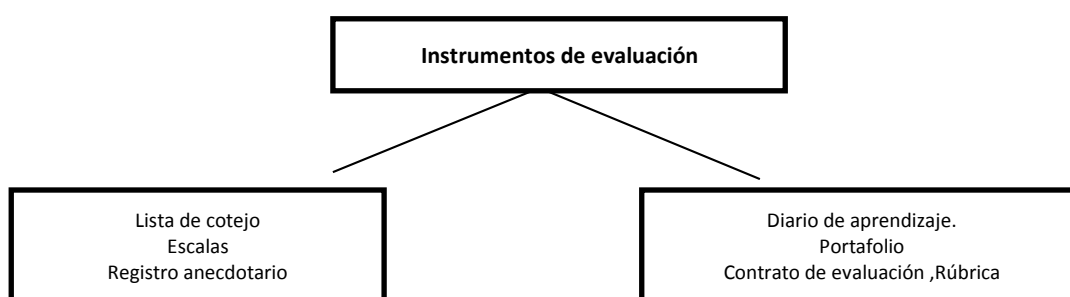 Instrumentos de evaluación
Lista de cotejo
Escalas
Registro anecdotario
Diario de aprendizaje.
Portafolio
Contrato de evaluación ,Rúbrica